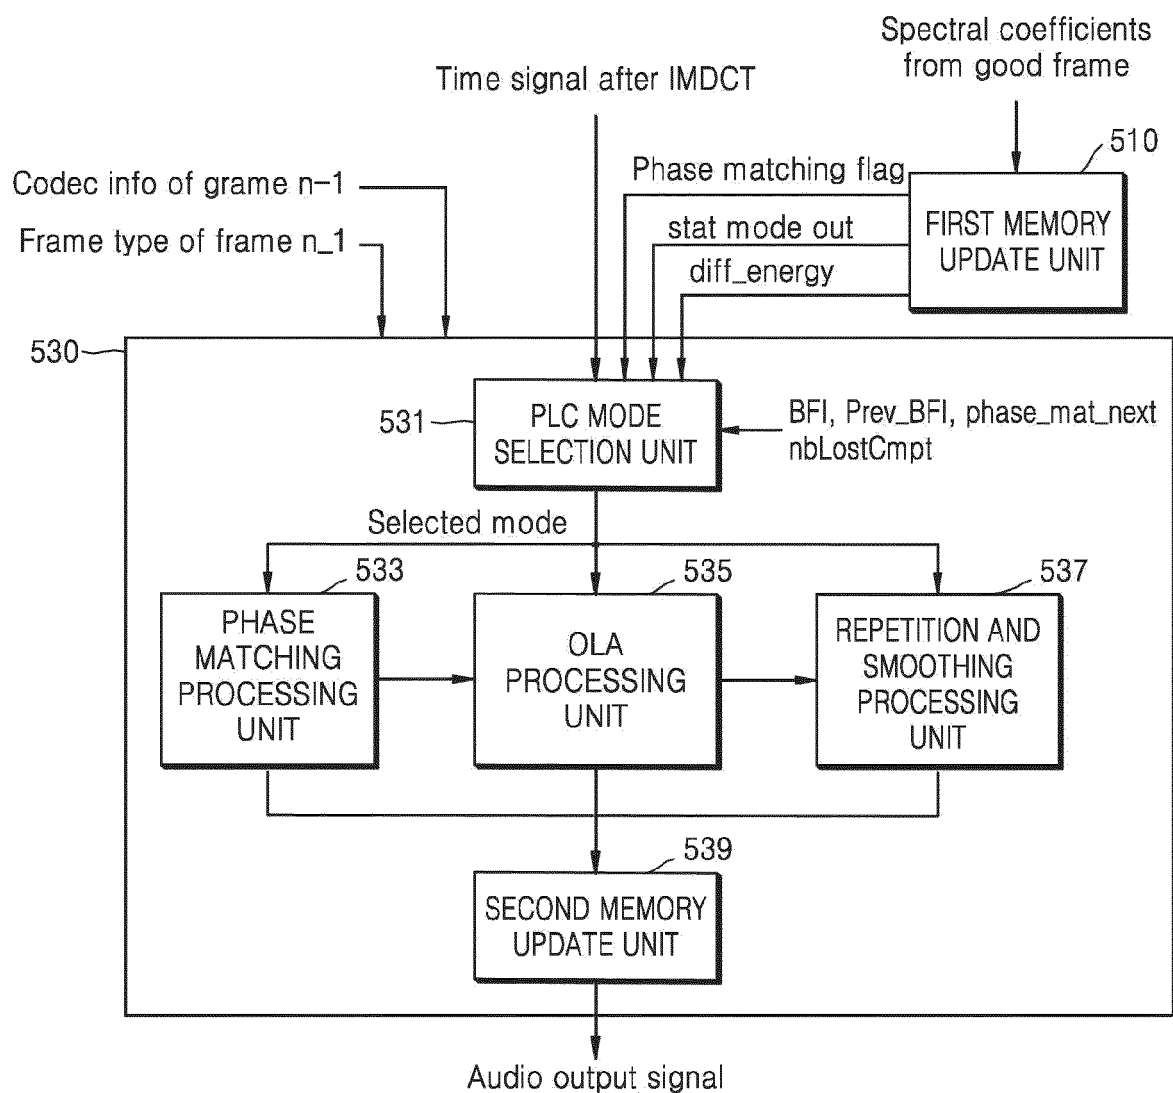 Spectral coefficients
from good frame
Time signal after IMDCT
510
Phase matching flag
Codec info of grame n-1
FIRST MEMORY
UPDATE UNIT
stat mode out
Frame type of frame n_1
diff_energy
530
PLC MODE
SELECTION UNIT
531
BFI, Prev_BFI, phase_mat_next
nbLostCmpt
Selected mode
533
535
537
PHASE
MATCHING
PROCESSING
UNIT
OLA
PROCESSING
UNIT
REPETITION AND
SMOOTHING
PROCESSING
UNIT
539
SECOND MEMORY
UPDATE UNIT
Audio output signal